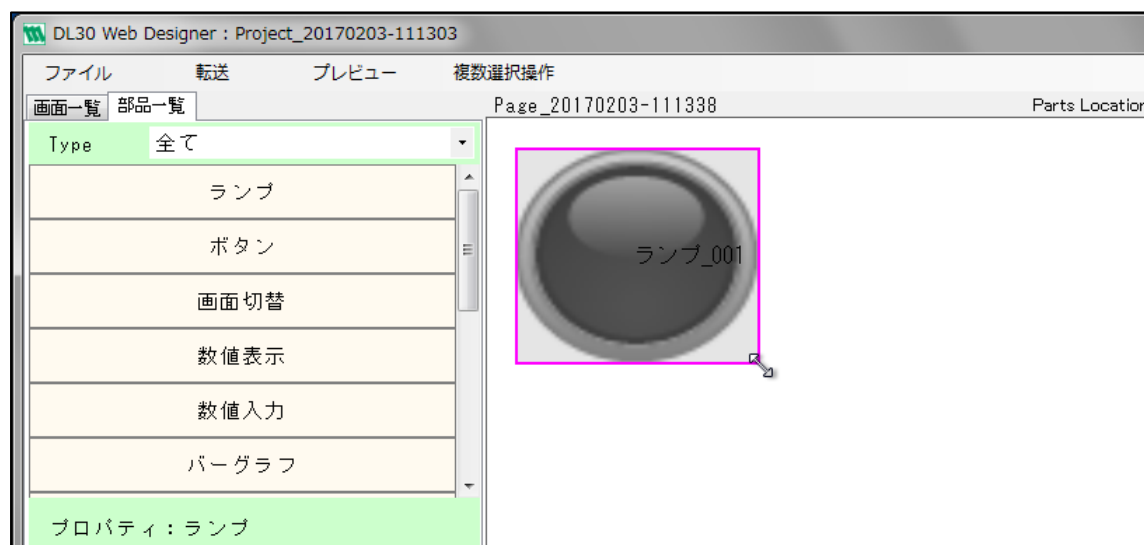 DL30 Web Designer : Project_20170203-111303
ファイル 転送 プレビュー 複数選択操作
画面一覧 部品一覧 Page_20170203-111338 Parts Location
Type 全て
ランプ
ボタン
画面切替
数値表示
数値入力
バーグラフ
プロパティ：ランプ
ランプ_001